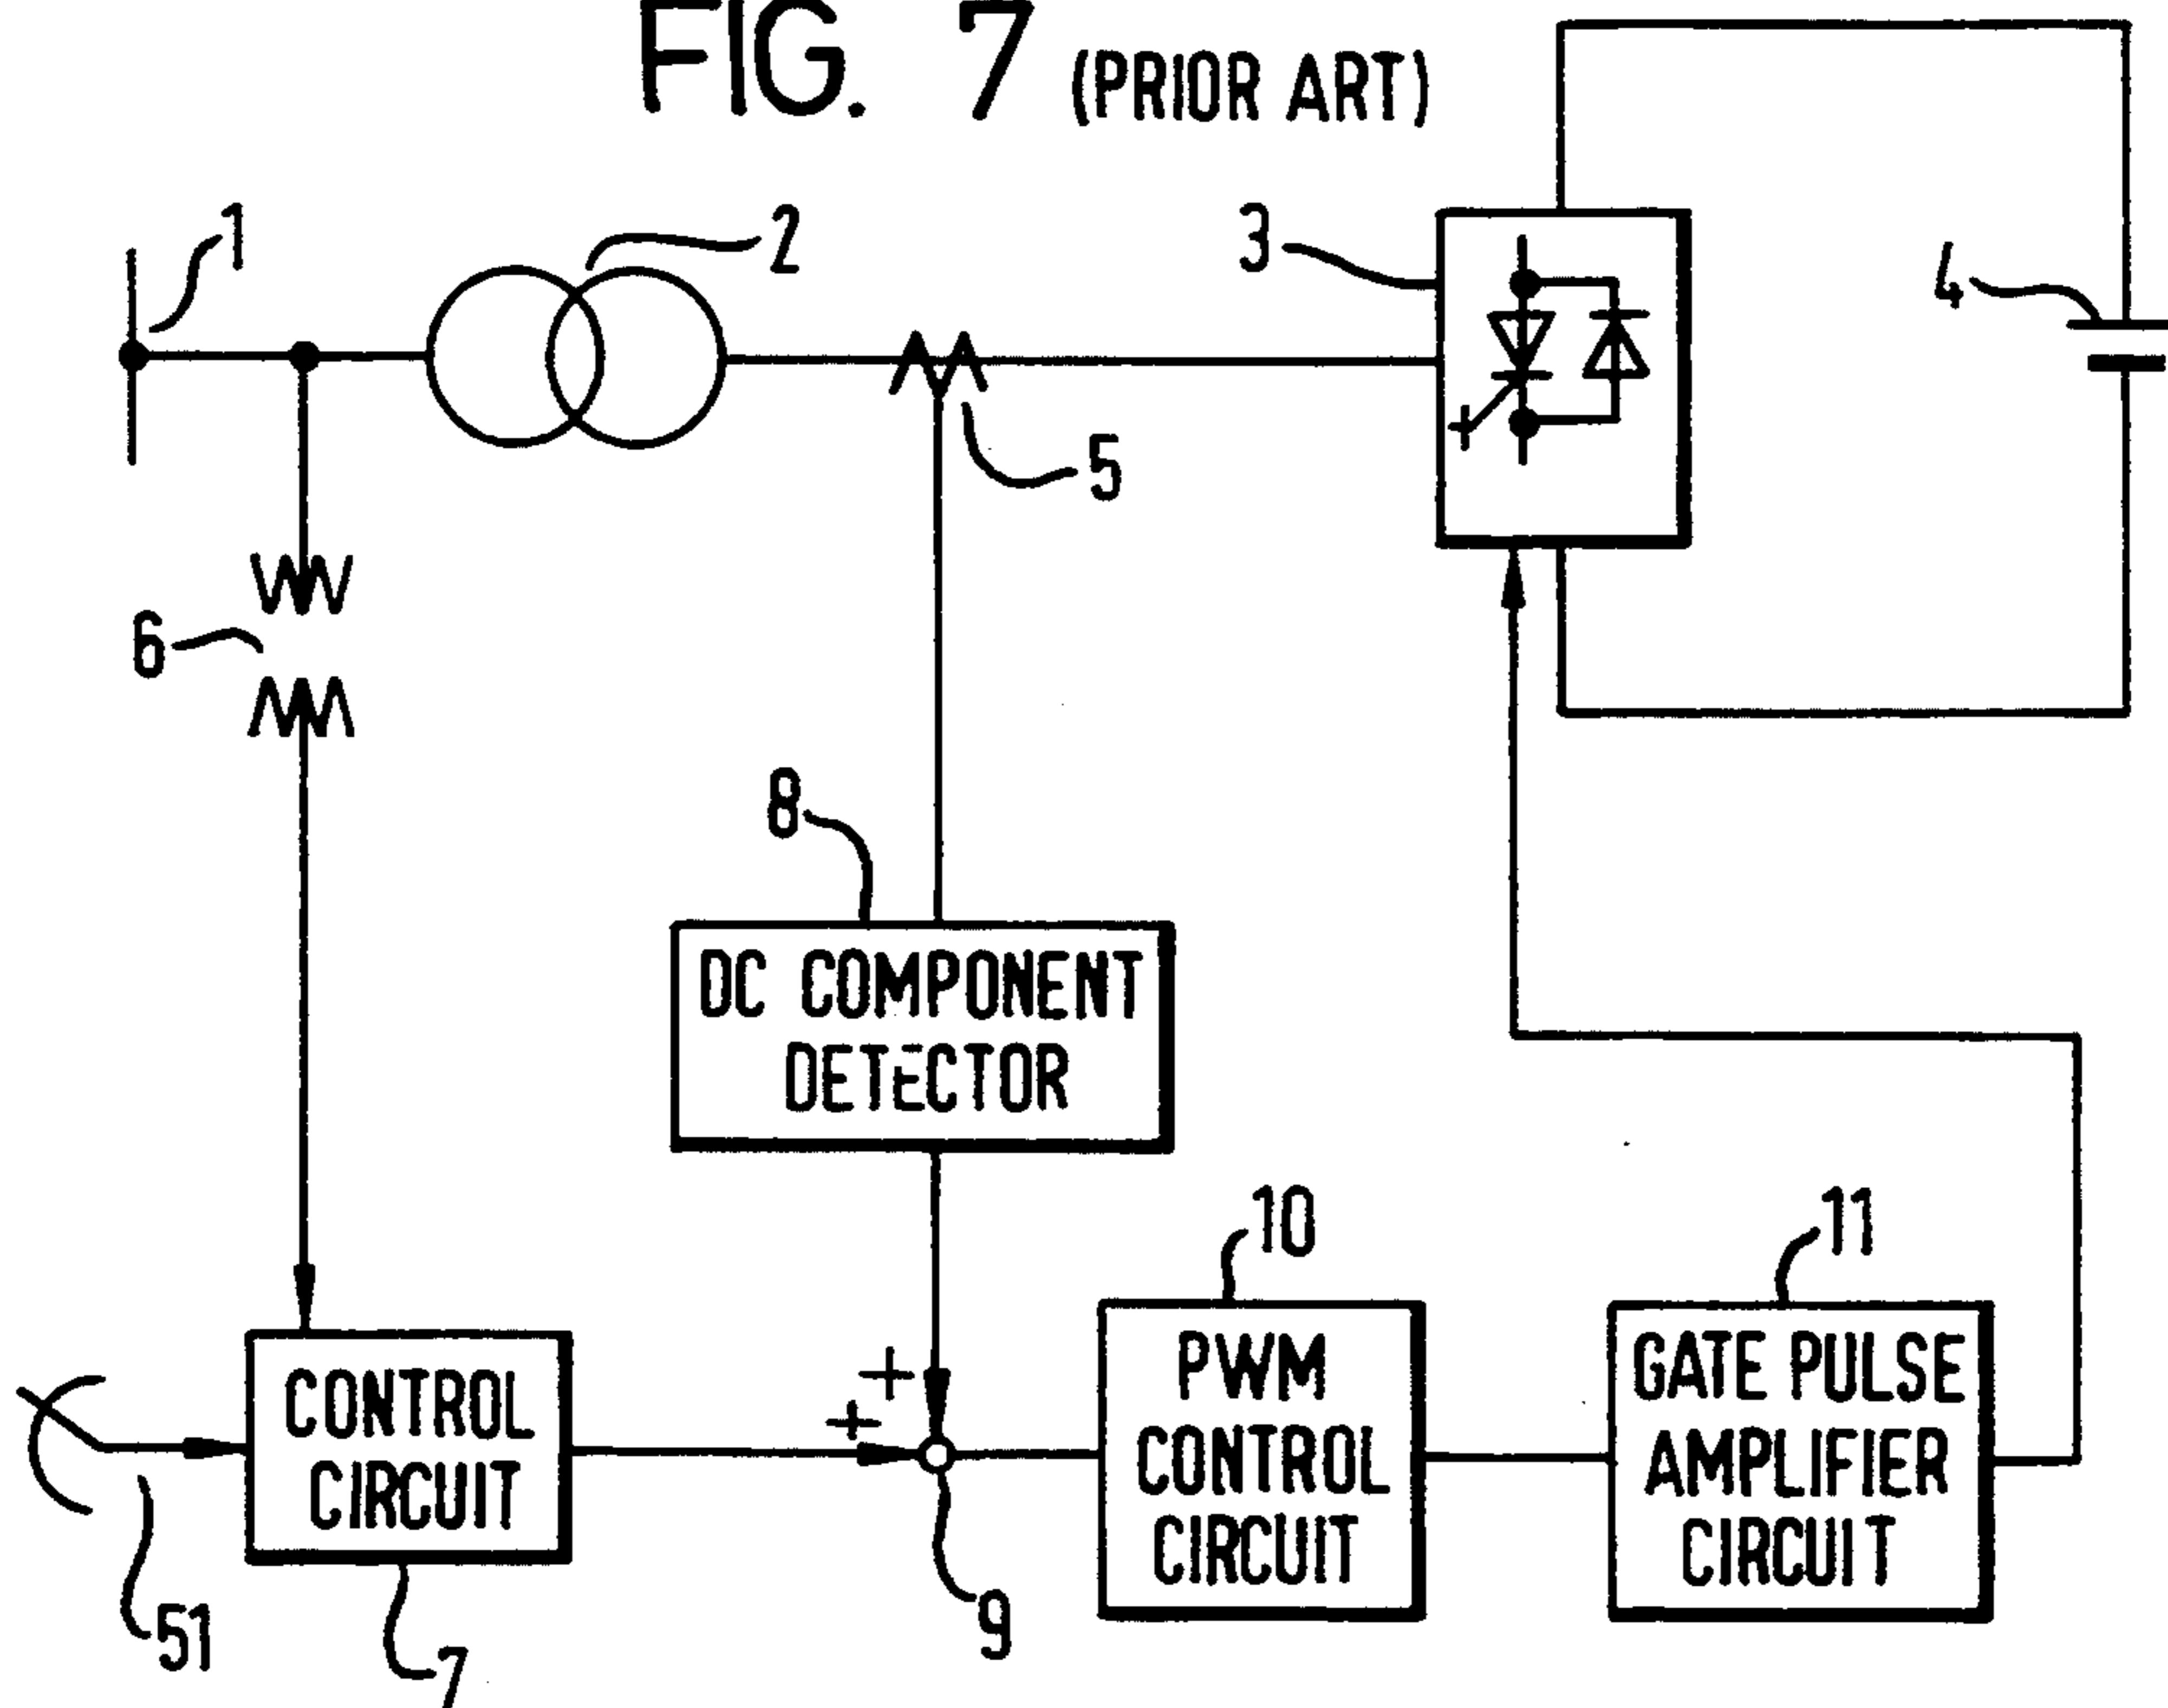 FIG. 7 (PRIOR ART)
1
2
3
4
5
6
8
DC COMPONENT
DETECTOR
10
11
+
+
CONTROL
CIRCUIT
PWM
CONTROL
CIRCUIT
GATE PULSE
AMPLIFIER
CIRCUIT
51
7
9